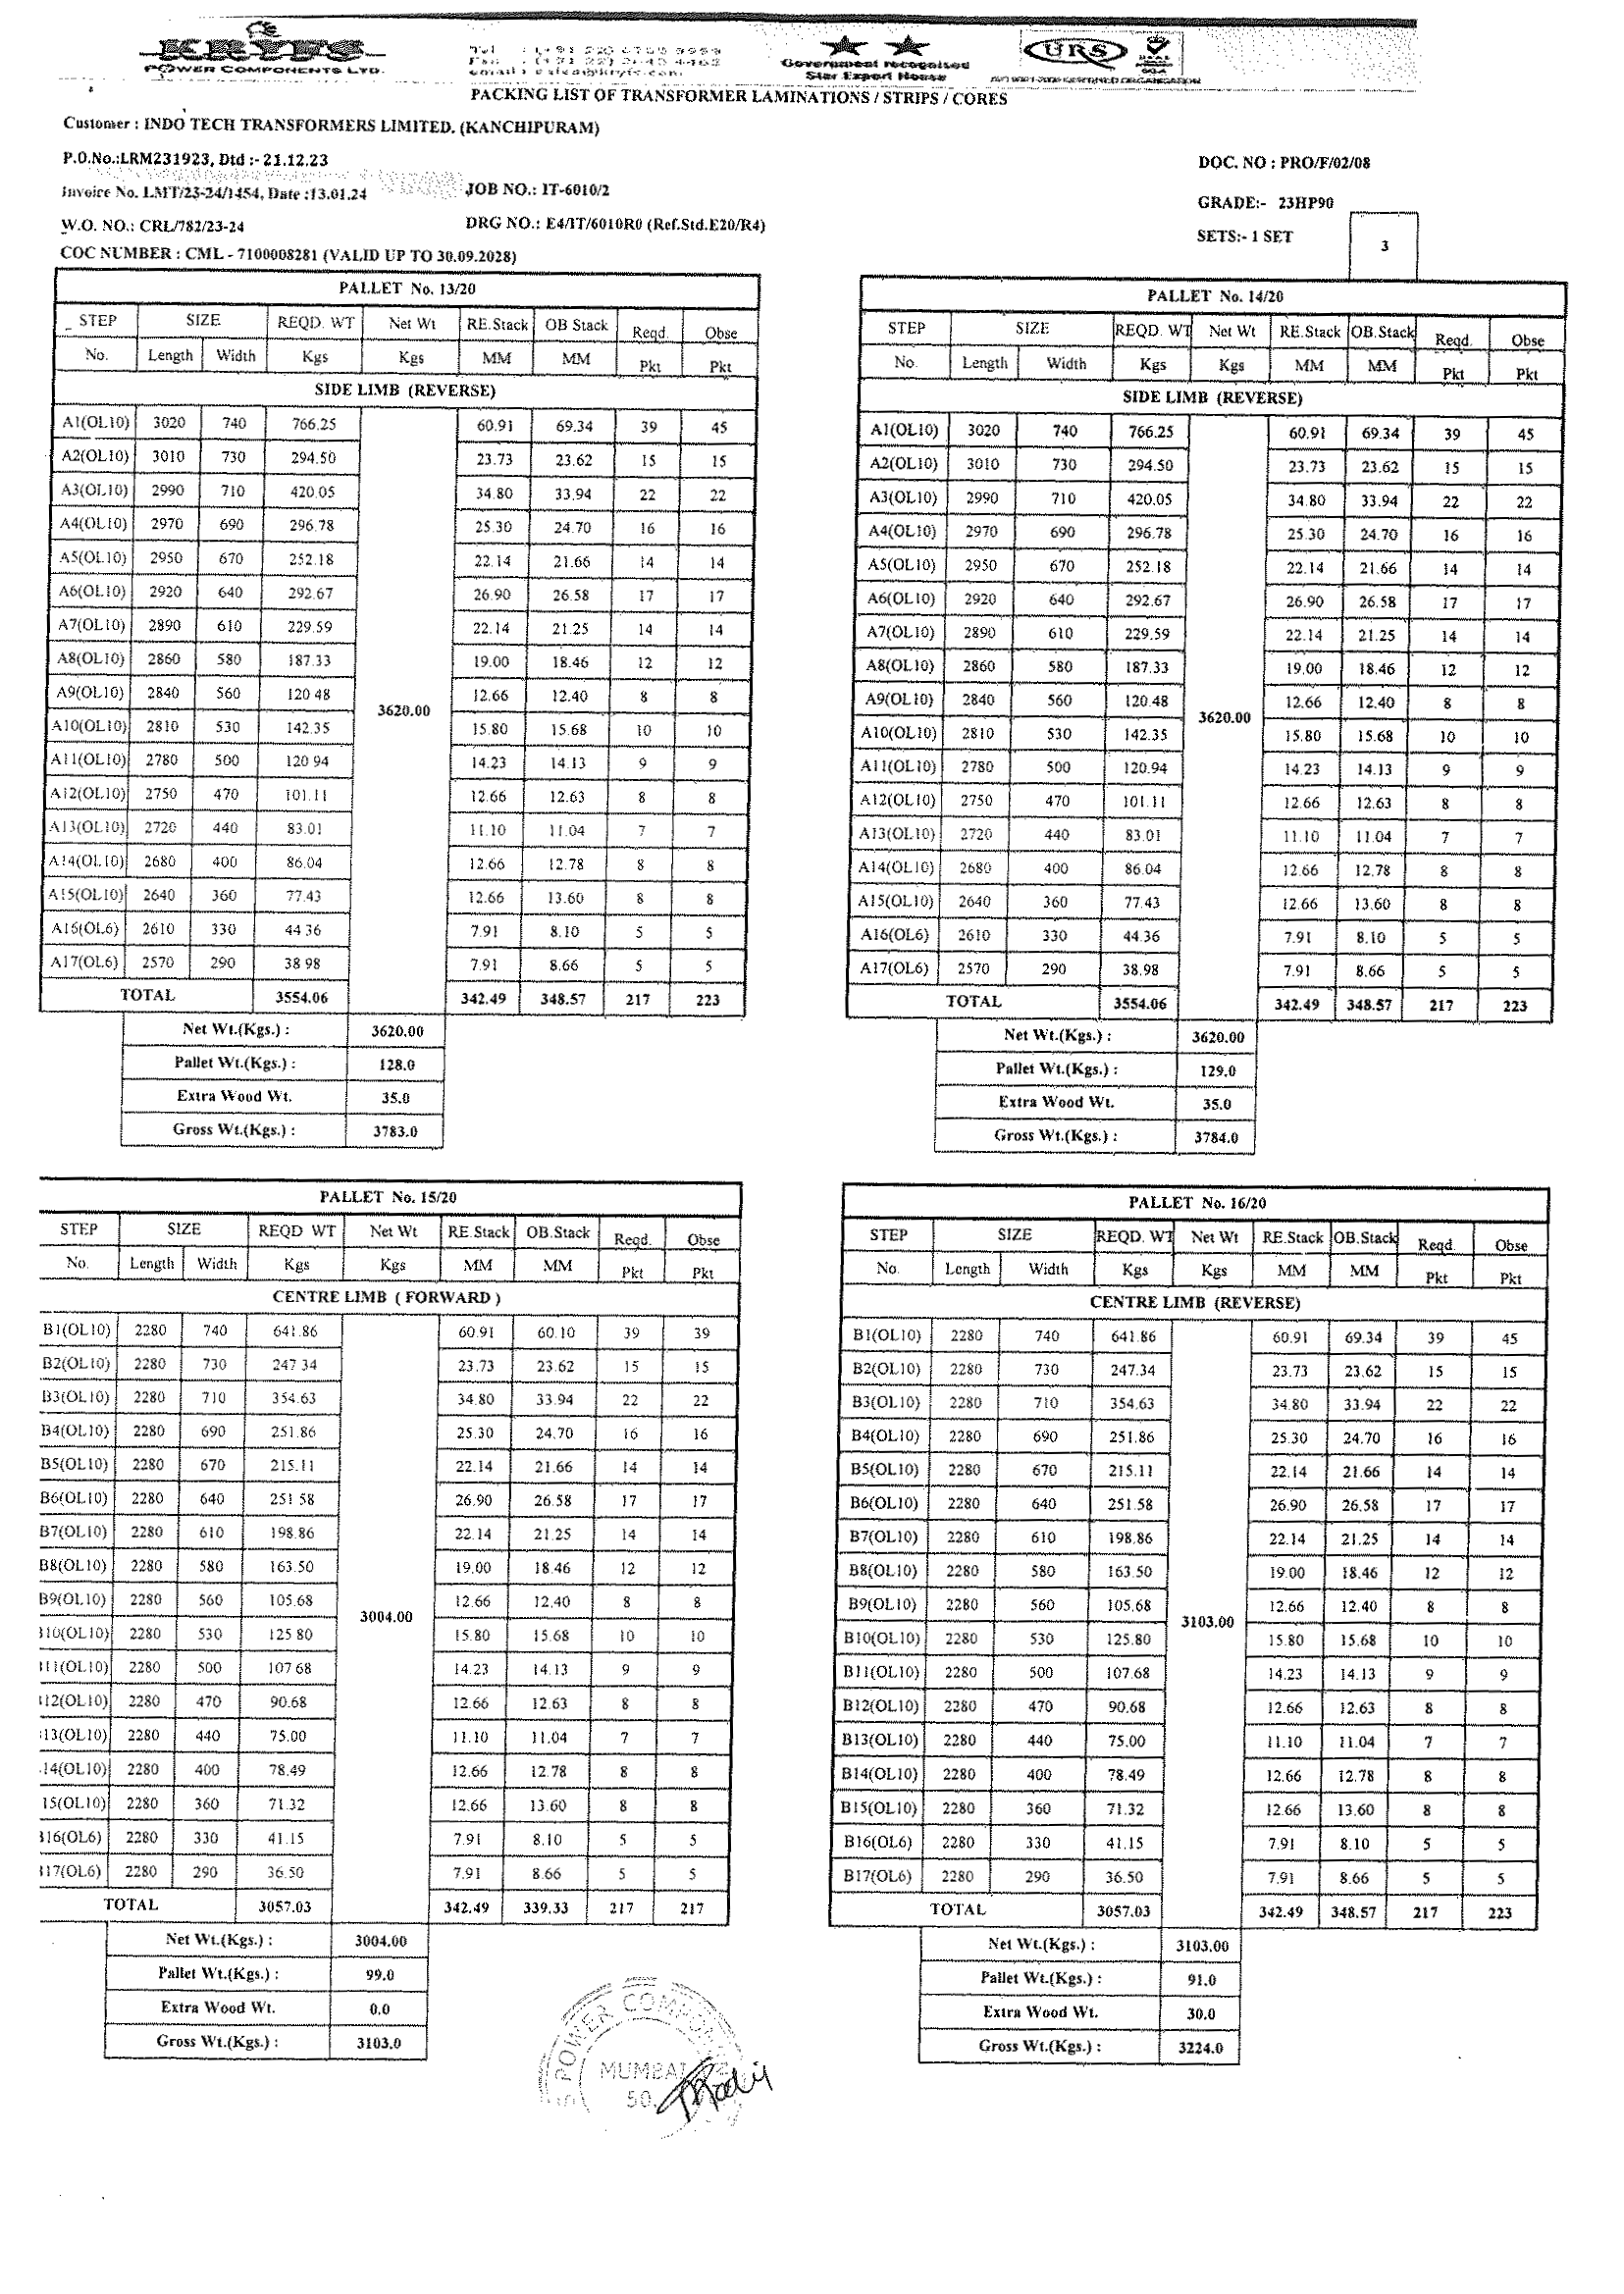 KRYFS
POWER COMPONENTS LTD.
Government recognised
Star Export House
URS
PACKING LIST OF TRANSFORMER LAMINATIONS / STRIPS / CORES
Customer : INDO TECH TRANSFORMERS LIMITED. (KANCHIPURAM)
P.O.No.:LRM231923, Dtd :- 21.12.23
DOC. NO : PRO/F/02/08
Invoice No. LMT/23-24/1454, Date :13.01.24 JOB NO.: IT-6010/2
GRADE:- 23HP90
W.O. NO.: CRL/782/23-24 DRG NO.: E4/IT/6010R0 (Ref.Std.E20/R4)
SETS:- 1 SET 3
COC NUMBER : CML - 7100008281 (VALID UP TO 30.09.2028)
PALLET No. 13/20
STEP SIZE REQD. WT Net Wt RE.Stack OB Stack Reqd. Obse
No. Length Width Kgs Kgs MM MM Pkt Pkt
SIDE LIMB (REVERSE)
A1(OL10) 3020 740 766.25 60.91 69.34 39 45
A2(OL10) 3010 730 294.50 23.73 23.62 15 15
A3(OL10) 2990 710 420.05 34.80 33.94 22 22
A4(OL10) 2970 690 296.78 25.30 24.70 16 16
A5(OL10) 2950 670 252.18 22.14 21.66 14 14
A6(OL10) 2920 640 292.67 26.90 26.58 17 17
A7(OL10) 2890 610 229.59 22.14 21.25 14 14
A8(OL10) 2860 580 187.33 19.00 18.46 12 12
A9(OL10) 2840 560 120.48 3620.00 12.66 12.40 8 8
A10(OL10) 2810 530 142.35 15.80 15.68 10 10
A11(OL10) 2780 500 120.94 14.23 14.13 9 9
A12(OL10) 2750 470 101.11 12.66 12.63 8 8
A13(OL10) 2720 440 83.01 11.10 11.04 7 7
A14(OL10) 2680 400 86.04 12.66 12.78 8 8
A15(OL10) 2640 360 77.43 12.66 13.60 8 8
A16(OL6) 2610 330 44.36 7.91 8.10 5 5
A17(OL6) 2570 290 38.98 7.91 8.66 5 5
TOTAL 3554.06 342.49 348.57 217 223
Net Wt.(Kgs.) : 3620.00
Pallet Wt.(Kgs.) : 128.0
Extra Wood Wt. 35.0
Gross Wt.(Kgs.) : 3783.0
PALLET No. 14/20
STEP SIZE REQD. WT Net Wt RE.Stack OB.Stack Reqd. Obse
No. Length Width Kgs Kgs MM MM Pkt Pkt
SIDE LIMB (REVERSE)
A1(OL10) 3020 740 766.25 60.91 69.34 39 45
A2(OL10) 3010 730 294.50 23.73 23.62 15 15
A3(OL10) 2990 710 420.05 34.80 33.94 22 22
A4(OL10) 2970 690 296.78 25.30 24.70 16 16
A5(OL10) 2950 670 252.18 22.14 21.66 14 14
A6(OL10) 2920 640 292.67 26.90 26.58 17 17
A7(OL10) 2890 610 229.59 22.14 21.25 14 14
A8(OL10) 2860 580 187.33 19.00 18.46 12 12
A9(OL10) 2840 560 120.48 3620.00 12.66 12.40 8 8
A10(OL10) 2810 530 142.35 15.80 15.68 10 10
A11(OL10) 2780 500 120.94 14.23 14.13 9 9
A12(OL10) 2750 470 101.11 12.66 12.63 8 8
A13(OL10) 2720 440 83.01 11.10 11.04 7 7
A14(OL10) 2680 400 86.04 12.66 12.78 8 8
A15(OL10) 2640 360 77.43 12.66 13.60 8 8
A16(OL6) 2610 330 44.36 7.91 8.10 5 5
A17(OL6) 2570 290 38.98 7.91 8.66 5 5
TOTAL 3554.06 342.49 348.57 217 223
Net Wt.(Kgs.) : 3620.00
Pallet Wt.(Kgs.) : 129.0
Extra Wood Wt. 35.0
Gross Wt.(Kgs.) : 3784.0
PALLET No. 15/20
STEP SIZE REQD WT Net Wt RE.Stack OB.Stack Reqd. Obse
No. Length Width Kgs Kgs MM MM Pkt Pkt
CENTRE LIMB ( FORWARD )
B1(OL10) 2280 740 641.86 60.91 60.10 39 39
B2(OL10) 2280 730 247.34 23.73 23.62 15 15
B3(OL10) 2280 710 354.63 34.80 33.94 22 22
B4(OL10) 2280 690 251.86 25.30 24.70 16 16
B5(OL10) 2280 670 215.11 22.14 21.66 14 14
B6(OL10) 2280 640 251.58 26.90 26.58 17 17
B7(OL10) 2280 610 198.86 22.14 21.25 14 14
B8(OL10) 2280 580 163.50 19.00 18.46 12 12
B9(OL10) 2280 560 105.68 3004.00 12.66 12.40 8 8
10(OL10) 2280 530 125.80 15.80 15.68 10 10
11(OL10) 2280 500 107.68 14.23 14.13 9 9
12(OL10) 2280 470 90.68 12.66 12.63 8 8
13(OL10) 2280 440 75.00 11.10 11.04 7 7
14(OL10) 2280 400 78.49 12.66 12.78 8 8
15(OL10) 2280 360 71.32 12.66 13.60 8 8
16(OL6) 2280 330 41.15 7.91 8.10 5 5
17(OL6) 2280 290 36.50 7.91 8.66 5 5
TOTAL 3057.03 342.49 339.33 217 217
Net Wt.(Kgs.) : 3004.00
Pallet Wt.(Kgs.) : 99.0
Extra Wood Wt. 0.0
Gross Wt.(Kgs.) : 3103.0
PALLET No. 16/20
STEP SIZE REQD. WT Net Wt RE.Stack OB.Stack Reqd. Obse
No. Length Width Kgs Kgs MM MM Pkt Pkt
CENTRE LIMB (REVERSE)
B1(OL10) 2280 740 641.86 60.91 69.34 39 45
B2(OL10) 2280 730 247.34 23.73 23.62 15 15
B3(OL10) 2280 710 354.63 34.80 33.94 22 22
B4(OL10) 2280 690 251.86 25.30 24.70 16 16
B5(OL10) 2280 670 215.11 22.14 21.66 14 14
B6(OL10) 2280 640 251.58 26.90 26.58 17 17
B7(OL10) 2280 610 198.86 22.14 21.25 14 14
B8(OL10) 2280 580 163.50 19.00 18.46 12 12
B9(OL10) 2280 560 105.68 3103.00 12.66 12.40 8 8
B10(OL10) 2280 530 125.80 15.80 15.68 10 10
B11(OL10) 2280 500 107.68 14.23 14.13 9 9
B12(OL10) 2280 470 90.68 12.66 12.63 8 8
B13(OL10) 2280 440 75.00 11.10 11.04 7 7
B14(OL10) 2280 400 78.49 12.66 12.78 8 8
B15(OL10) 2280 360 71.32 12.66 13.60 8 8
B16(OL6) 2280 330 41.15 7.91 8.10 5 5
B17(OL6) 2280 290 36.50 7.91 8.66 5 5
TOTAL 3057.03 342.49 348.57 217 223
Net Wt.(Kgs.) : 3103.00
Pallet Wt.(Kgs.) : 91.0
Extra Wood Wt. 30.0
Gross Wt.(Kgs.) : 3224.0
POWER
MUMBAI
50.